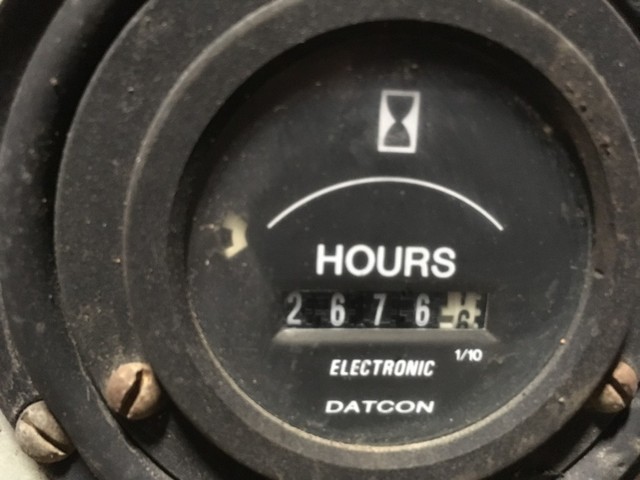 HOURS
2676
1/10
ELECTRONIC
DATCON